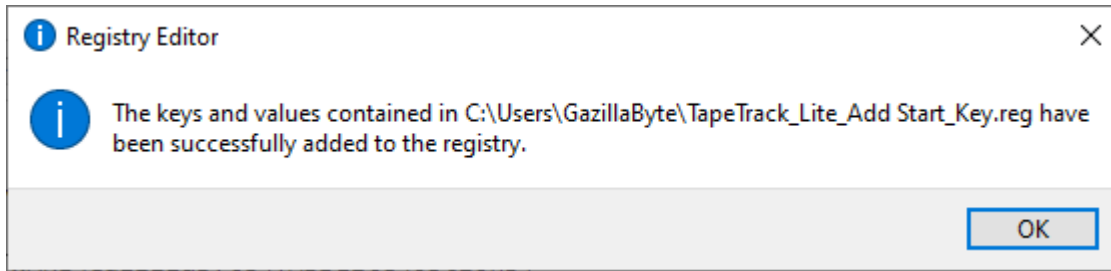 Registry Editor
The keys and values contained in C:\Users\GazillaByte\TapeTrack_Lite_Add Start_Key.reg have
been successfully added to the registry.
OK